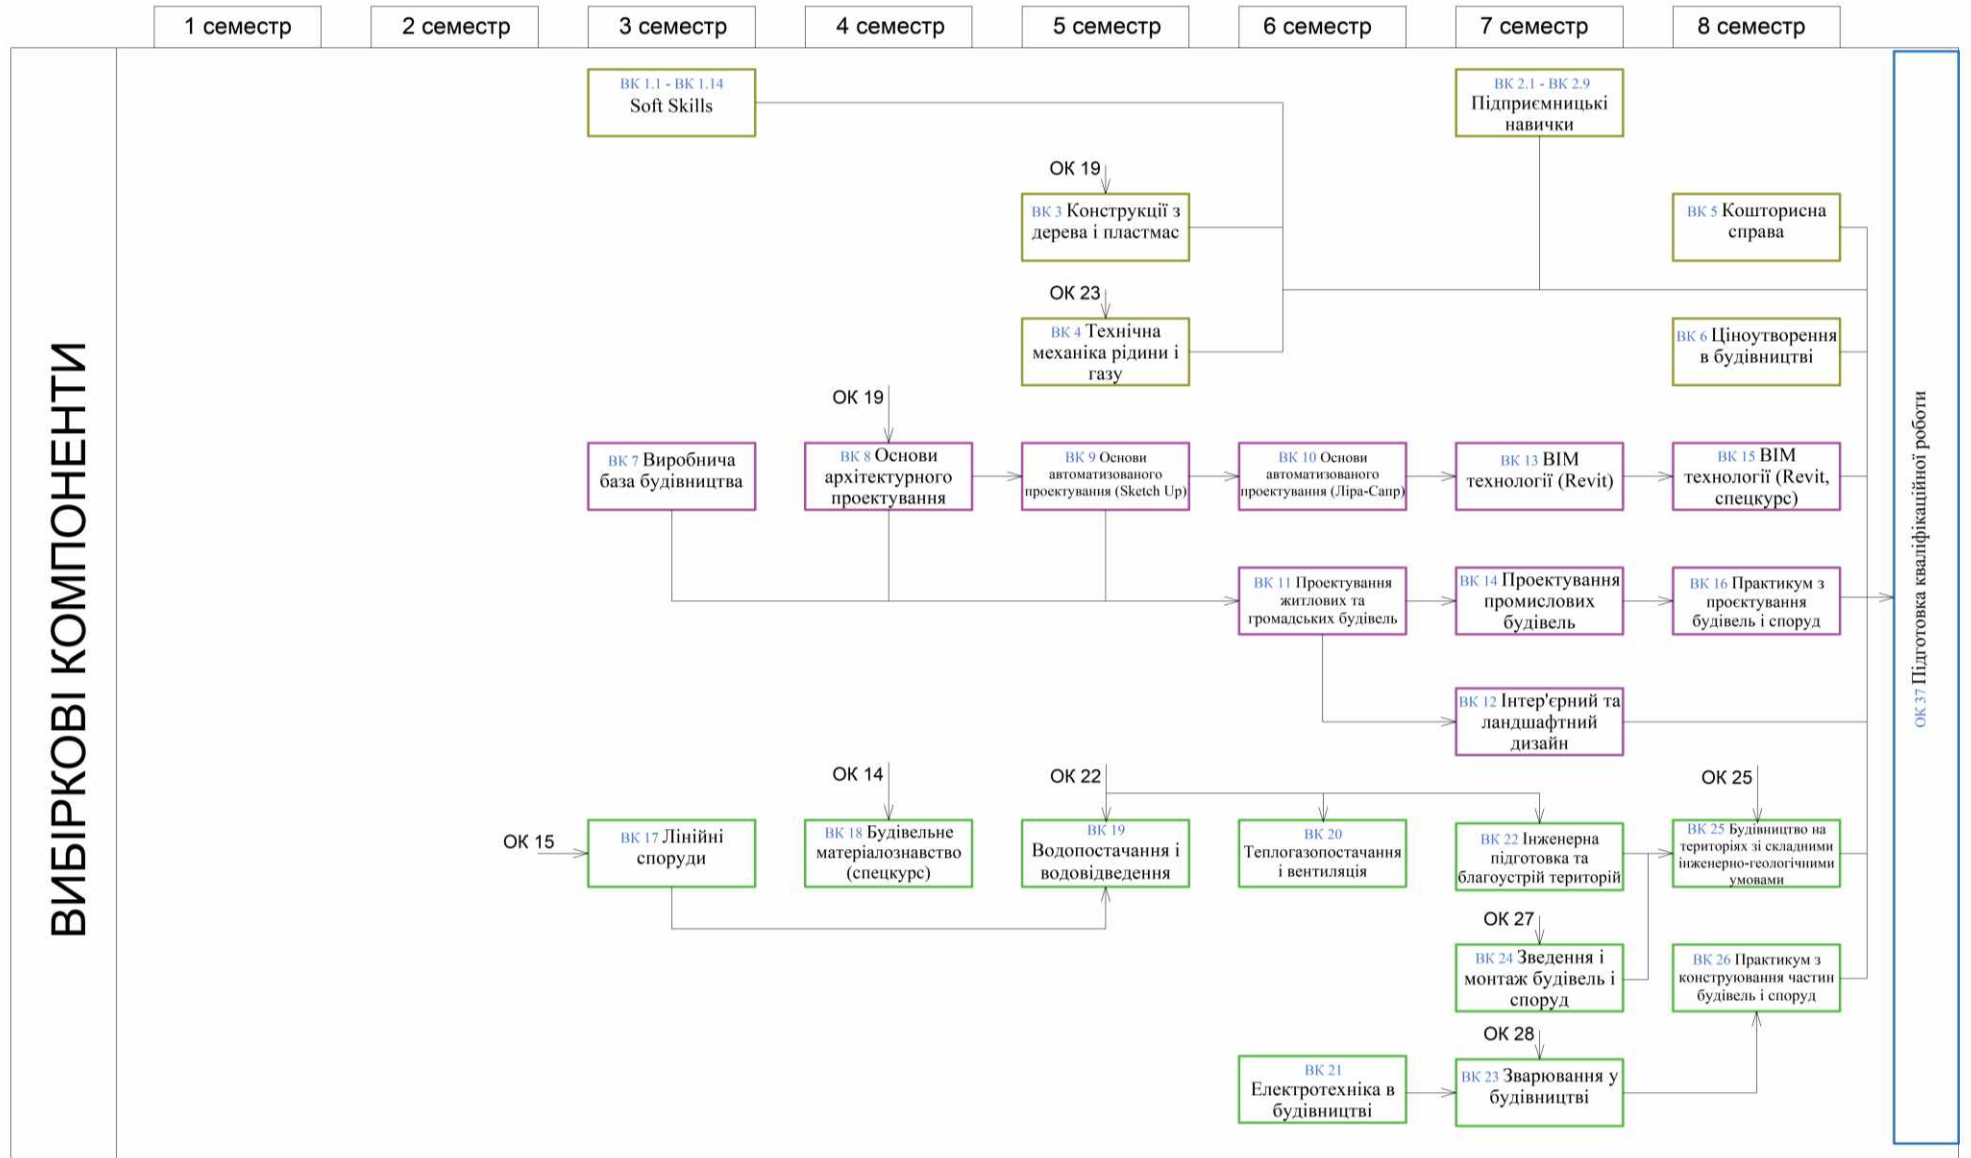 1 семестр
2 семестр
3 семестр
4 семестр
5 семестр
6 семестр
7 семестр
8 семестр
ВИБІРКОВІ КОМПОНЕНТИ
ВК 1.1 - ВК 1.14
Soft Skills
ВК 2.1 - ВК 2.9
Підприємницькі
навички
ОК 19
ВК 3 Конструкції з
дерева і пластмас
ВК 5 Кошторисна
справа
ОК 23
ВК 4 Технічна
механіка рідини і
газу
ВК 6 Ціноутворення
в будівництві
ОК 19
ВК 7 Виробнича
база будівництва
ВК 8 Основи
архітектурного
проектування
ВК 9 Основи
автоматизованого
проектування (Sketch Up)
ВК 10 Основи
автоматизованого
проектування (Ліра-Сапр)
ВК 13 BIM
технології (Revit)
ВК 15 BIM
технології (Revit,
спецкурс)
ВК 11 Проектування
житлових та
громадських будівель
ВК 14 Проектування
промислових
будівель
ВК 16 Практикум з
проєктування
будівель і споруд
ВК 12 Інтер'єрний та
ландшафтний
дизайн
ОК 37 Підготовка кваліфікаційної роботи
ОК 14
ОК 22
ОК 25
ОК 15
ВК 17 Лінійні
споруди
ВК 18 Будівельне
матеріалознавство
(спецкурс)
ВК 19
Водопостачання і
водовідведення
ВК 20
Теплогазопостачання
і вентиляція
ВК 22 Інженерна
підготовка та
благоустрій територій
ВК 25 Будівництво на
територіях зі складними
інженерно-геологічними
умовами
ОК 27
ВК 24 Зведення і
монтаж будівель і
споруд
ВК 26 Практикум з
конструювання частин
будівель і споруд
ОК 28
ВК 21
Електротехніка в
будівництві
ВК 23 Зварювання у
будівництві